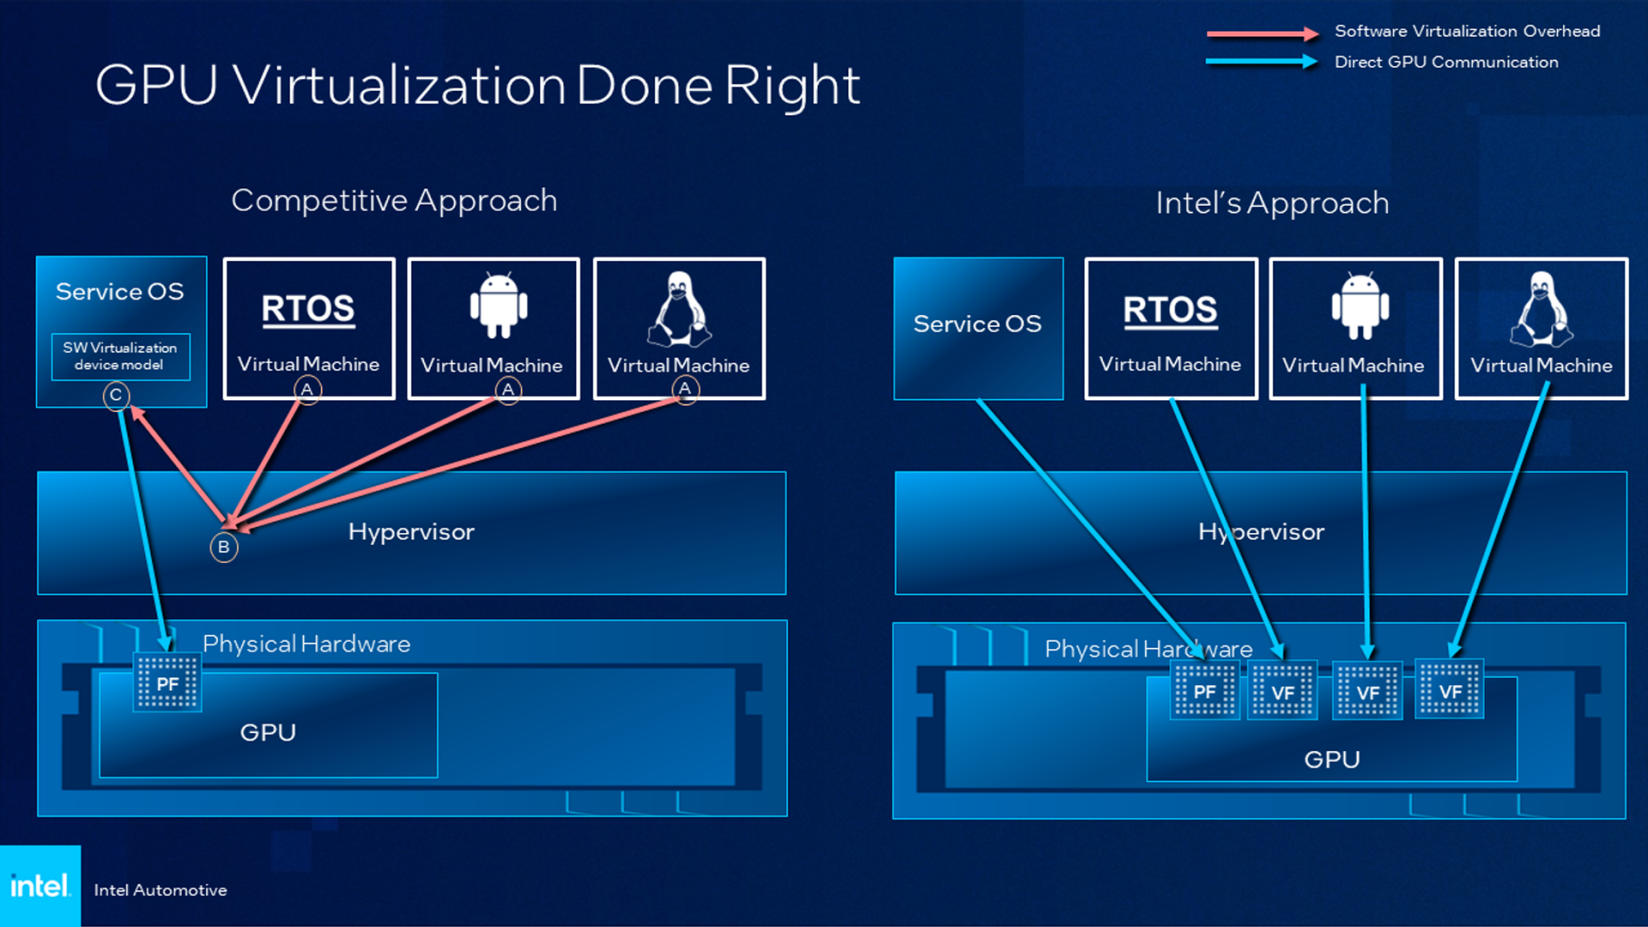 Software Virtualization Overhead
Direct GPU Communication
GPU Virtualization Done Right
Competitive Approach
Service OS
SW Virtualization
device model
C
RTOS
Virtual Machine
A
Virtual Machine
A
Virtual Machine
A
Hypervisor
B
Physical Hardware
PF
GPU
Intel's Approach
Service OS
RTOS
Virtual Machine
Virtual Machine
Virtual Machine
Hypervisor
Physical Hardware
PF
VF
VF
VF
GPU
intel.
Intel Automotive